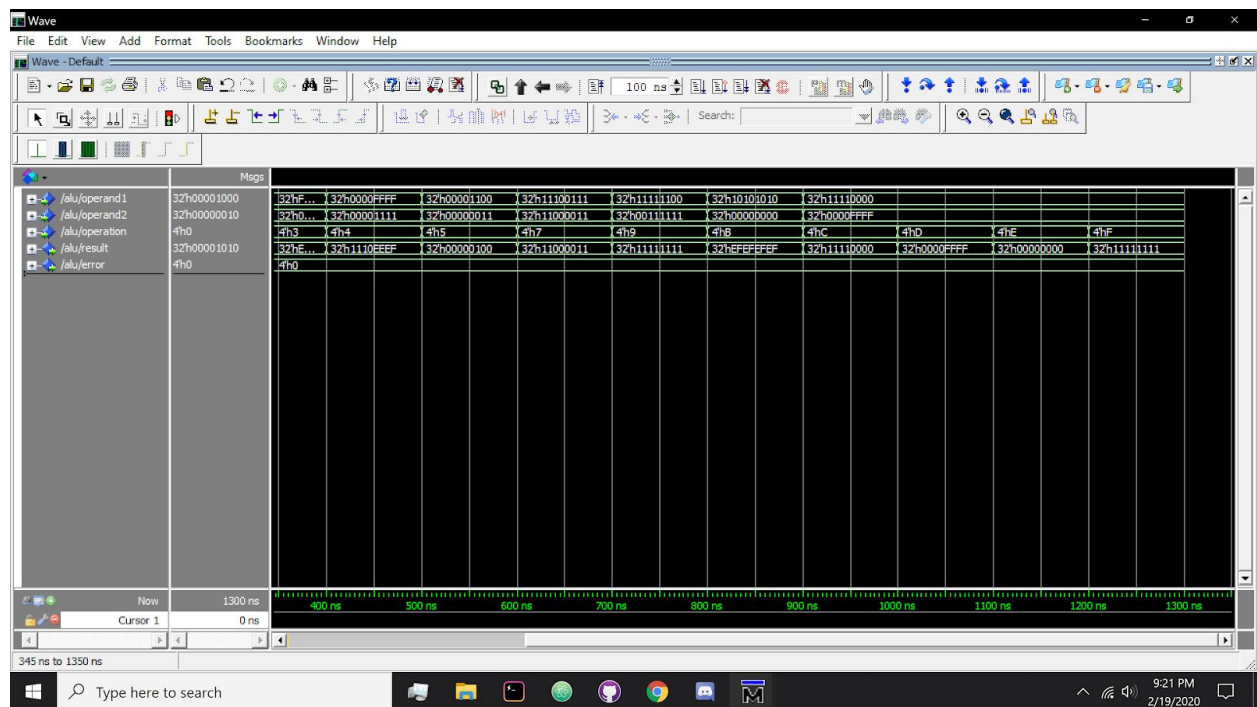 Wave
File Edit View Add Format Tools Bookmarks Window Help
Wave - Default
100 ns
Search:
Msgs
/alu/operand1 32'h00001000 32'hF... 32'h0000FFFF 32'h00001100 32'h11100111 32'h11111100 32'h10101010 32'h11110000
/alu/operand2 32'h00000010 32'h0... 32'h00001111 32'h00000011 32'h11000011 32'h00111111 32'h00000000 32'h0000FFFF
/alu/operation 4'h0 4'h3 4'h4 4'h5 4'h7 4'h9 4'hB 4'hC 4'hD 4'hE 4'hF
/alu/result 32'h00001010 32'hE... 32'h1110EEEF 32'h00000100 32'h11000011 32'h11111111 32'hEFEFEFEF 32'h11110000 32'h0000FFFF 32'h00000000 32'h11111111
/alu/error 4'h0 4'h0
Now 1300 ns 400 ns 500 ns 600 ns 700 ns 800 ns 900 ns 1000 ns 1100 ns 1200 ns 1300 ns
Cursor 1 0 ns
345 ns to 1350 ns
Type here to search
9:21 PM
2/19/2020